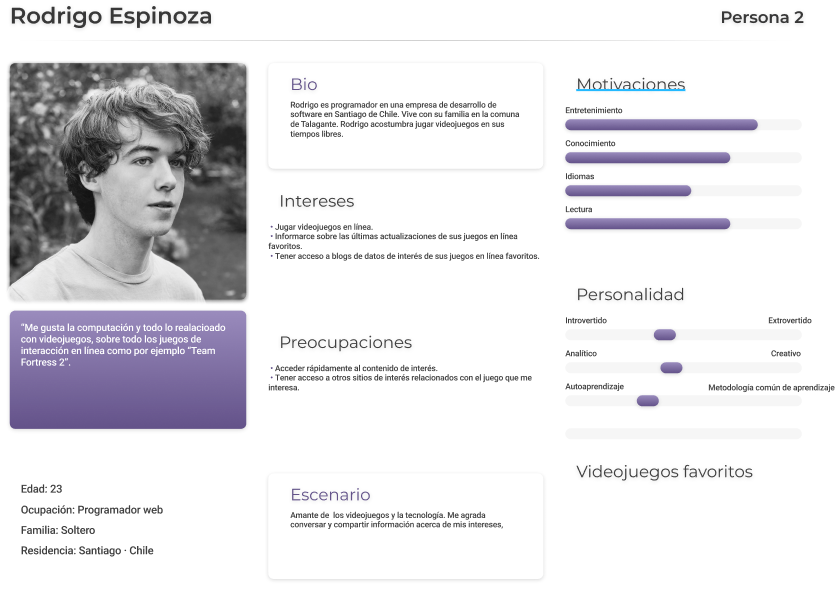 Rodrigo Espinoza
Persona 2
Bio
Rodrigo es programador en una empresa de desarrollo de
software en Santiago de Chile. Vive con su familia en la comuna
de Talagante. Rodrigo acostumbra jugar videojuegos en sus
tiempos libres.
Intereses
• Jugar videojuegos en línea.
• Informarce sobre las últimas actualizaciones de sus juegos en línea
favoritos.
• Tener acceso a blogs de datos de interés de sus juegos en línea favoritos.
Preocupaciones
• Acceder rápidamente al contenido de interés.
• Tener acceso a otros sitios de interés relacionados con el juego que me
interesa.
Escenario
Amante de los videojuegos y la tecnología. Me agrada
conversar y compartir información acerca de mis intereses,
"Me gusta la computación y todo lo realacioado
con videojuegos, sobre todo los juegos de
interacción en línea como por ejemplo "Team
Fortress 2".
Edad: 23
Ocupación: Programador web
Familia: Soltero
Residencia: Santiago · Chile
Motivaciones
Entretenimiento
Conocimiento
Idiomas
Lectura
Personalidad
Introvertido Extrovertido
Analítico Creativo
Autoaprendizaje Metodología común de aprendizaje
Videojuegos favoritos